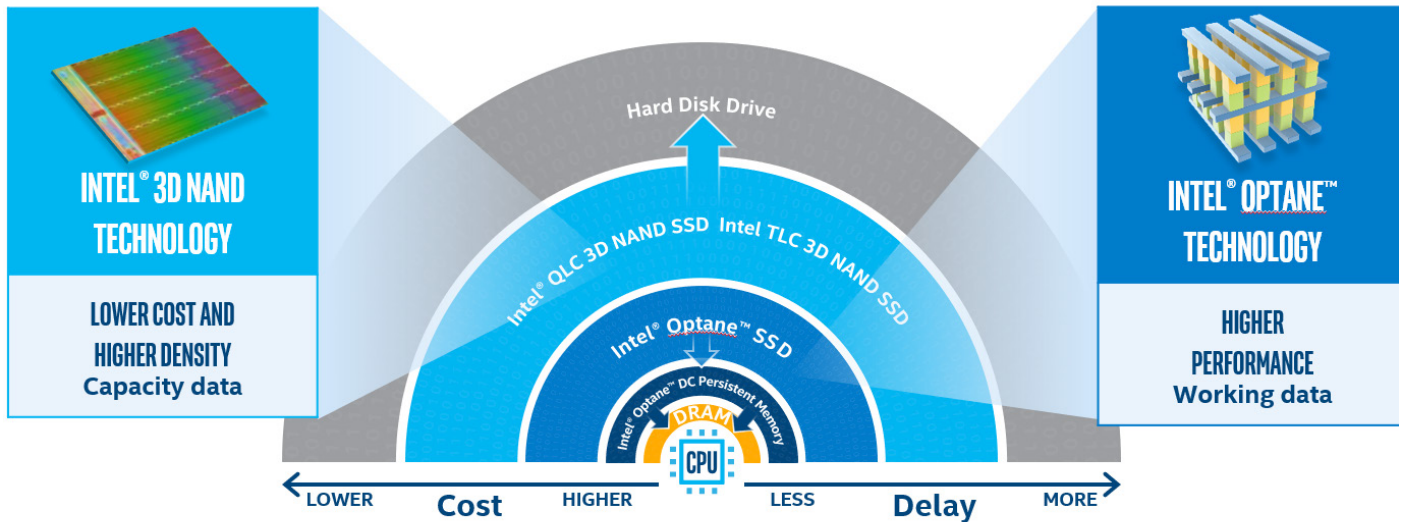 INTEL® 3D NAND
TECHNOLOGY
LOWER COST AND
HIGHER DENSITY
Capacity data
Hard Disk Drive
Intel® QLC 3D NAND SSD
Intel TLC 3D NAND SSD
Intel® Optane™ SSD
Intel® Optane™ DC Persistent Memory
DRAM
CPU
LOWER
Cost
HIGHER
LESS
Delay
MORE
INTEL® OPTANE™
TECHNOLOGY
HIGHER
PERFORMANCE
Working data